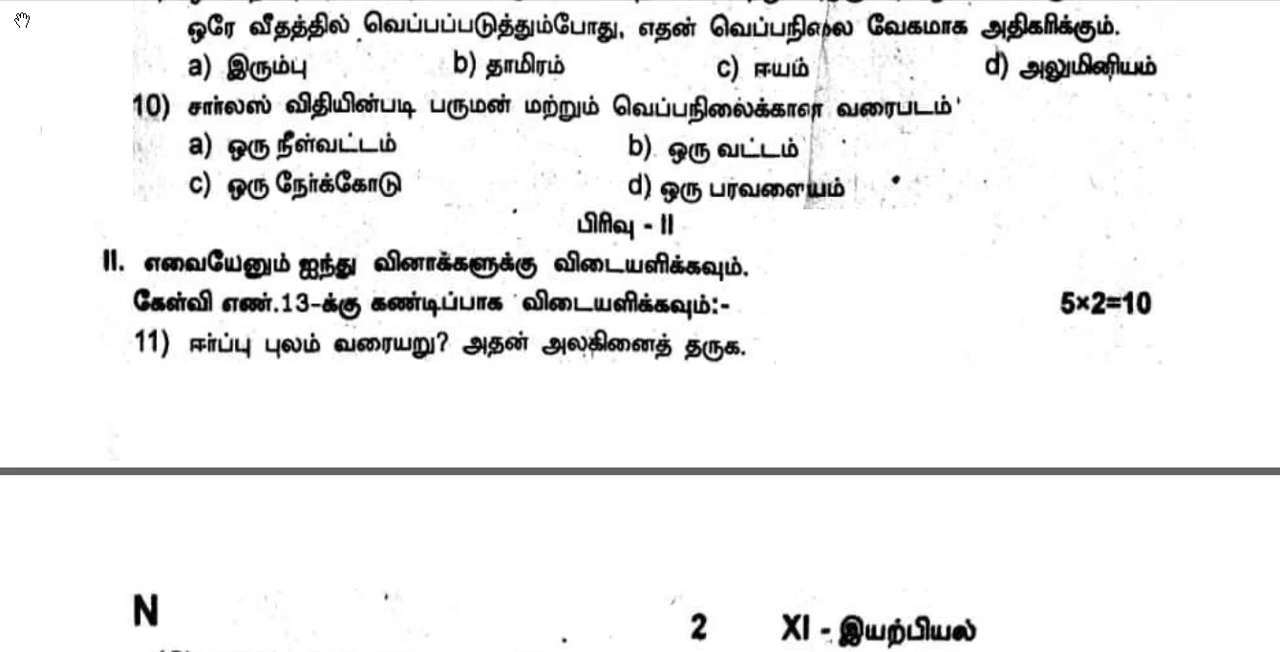 ஒரே வீதத்தில் வெப்பப்படுத்தும்போது, எதன் வெப்பநிலை வேகமாக அதிகரிக்கும்.
a) இரும்பு b) தாமிரம் c) ஈயம் d) அலுமினியம்
10) சார்லஸ் விதியின்படி பருமன் மற்றும் வெப்பநிலைக்கான வரைபடம்
a) ஒரு நீள்வட்டம் b) ஒரு வட்டம்
c) ஒரு நேர்க்கோடு d) ஒரு பரவளையம்
பிரிவு - II
II. எவையேனும் ஐந்து வினாக்களுக்கு விடையளிக்கவும்.
கேள்வி எண்.13-க்கு கண்டிப்பாக விடையளிக்கவும்:- 5×2=10
11) ஈர்ப்பு புலம் வரையறு? அதன் அலகினைத் தருக.
N 2 XI - இயற்பியல்